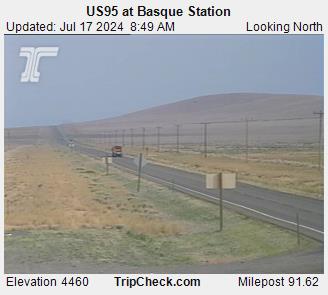 US95 at Basque Station
Updated: Jul 17 2024 8:49 AM Looking North
Elevation 4460 TripCheck.com Milepost 91.62